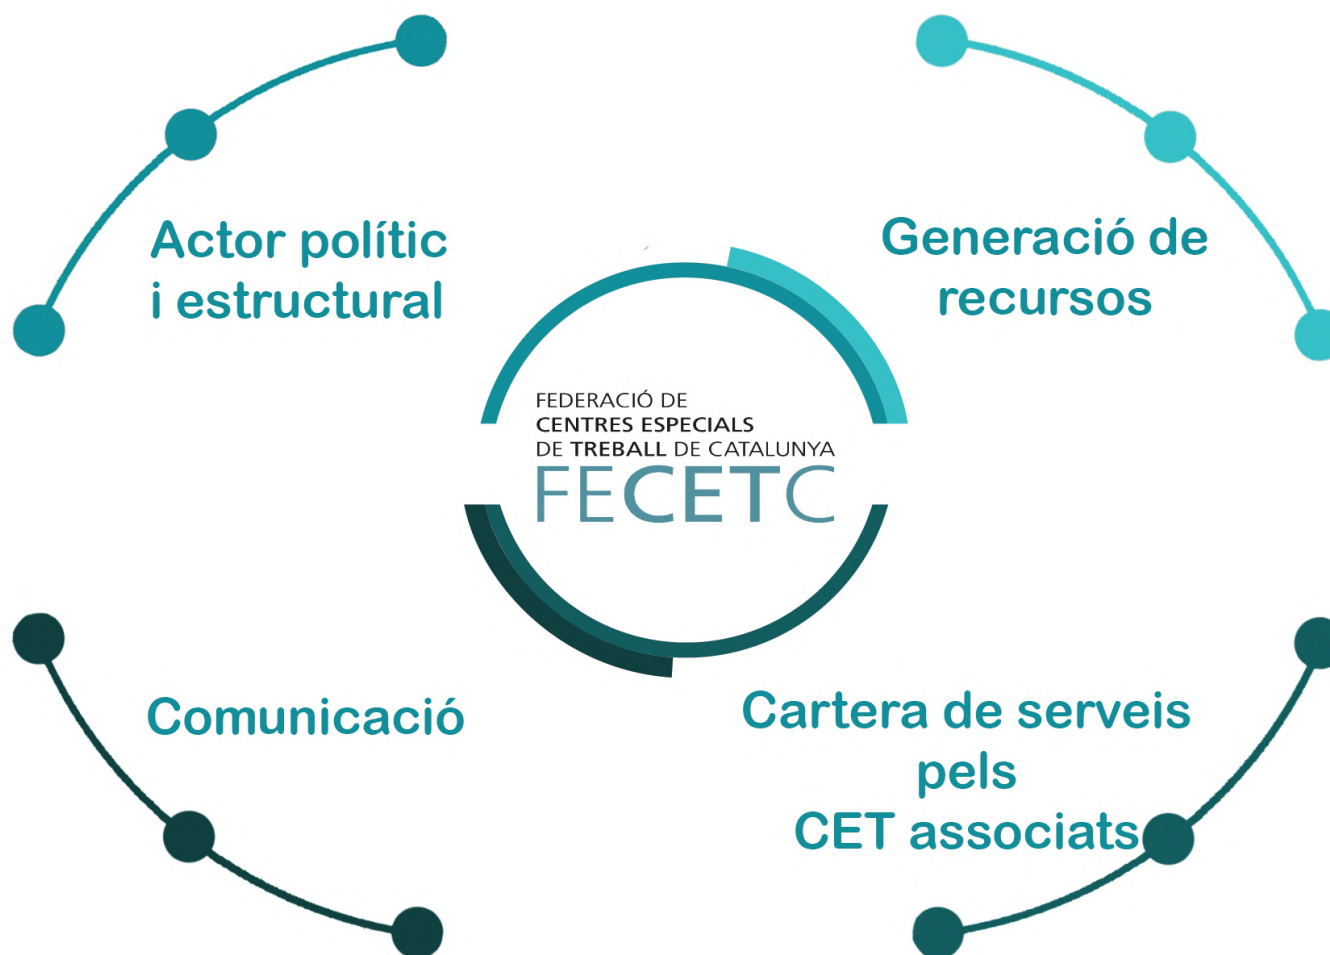 Actor polític
i estructural
Generació de
recursos
FEDERACIÓ DE
CENTRES ESPECIALS
DE TREBALL DE CATALUNYA
FECETC
Comunicació
Cartera de serveis
pels
CET associats